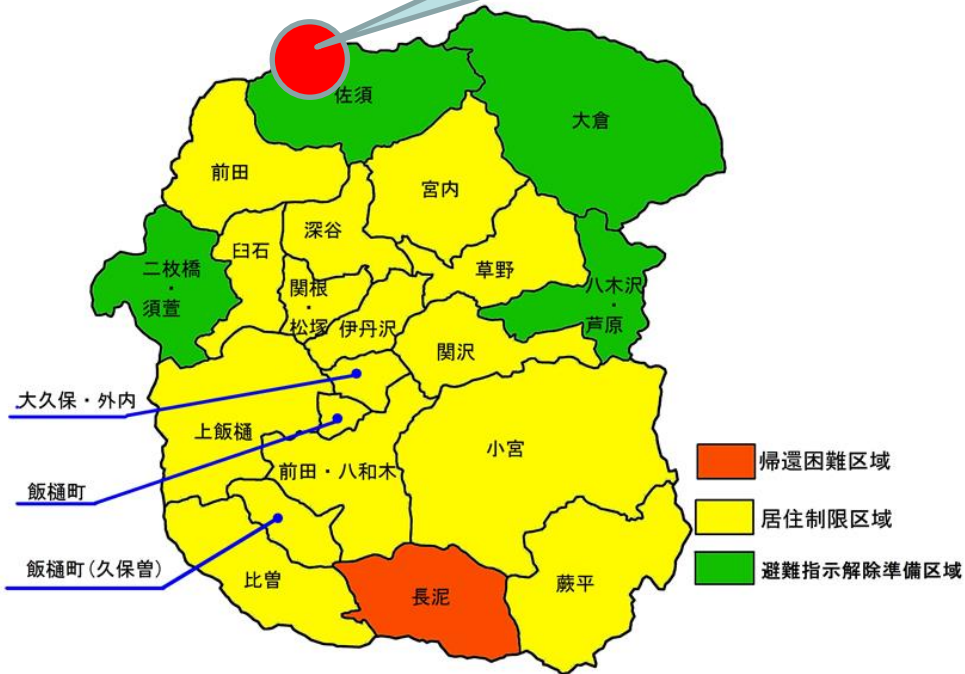 佐須
大倉
前田
宮内
深谷
臼石
草野
二枚橋
・
須萱
関根
・
松塚
伊丹沢
八木沢
・
芦原
関沢
大久保・外内
上飯樋
飯樋町
前田・八和木
小宮
帰還困難区域
居住制限区域
飯樋町(久保曽)
比曽
長泥
蕨平
避難指示解除準備区域